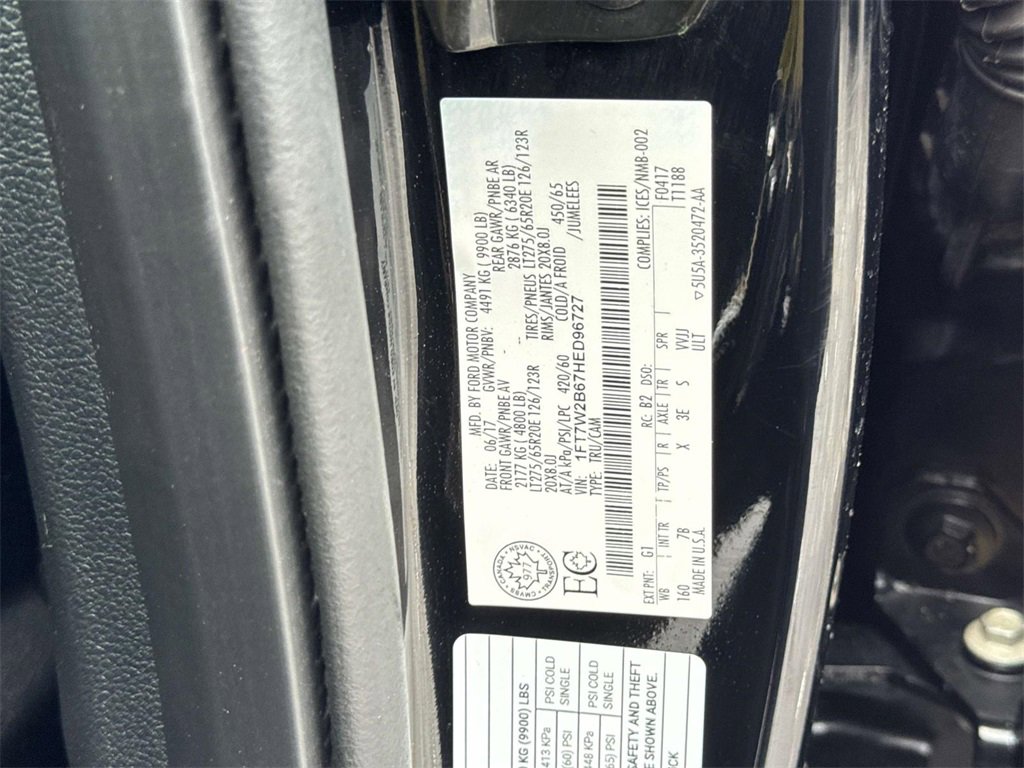 MFD. BY FORD MOTOR COMPANY
DATE: 06/17 GVWR/PNBV: 4491 KG ( 9900 LB)
FRONT GAWR/PNBE AV REAR GAWR/PNBE AR
2177 KG ( 4800 LB) 2876 KG ( 6340 LB)
LT275/65R20E 126/123R TIRES/PNEUS LT275/65R20E 126/123R
20X8.0J RIMS/JANTES 20X8.0J
AT/A kPa/PSI/LPC 420/60 COLD/A FROID 450/65
VIN: 1FT7W2B67HED96727 /JUMELEES
TYPE: TRU/CAM
CANADA NSVAC TRANSPORT CMVSS
977
EC
COMPLIES: ICES/NMB-002
EXT PNT: G1 RC: B2 DSO: F0417
WB INT TR TP/PS R AXLE TR SPR T1188
160 7B X 3E S VVJJ
MADE IN U.S.A. ULT ▽5U5A-3520472-AA
KG (9900) LBS
413 KPA PSI COLD
(60) PSI SINGLE
448 KPA PSI COLD
65) PSI SINGLE
SAFETY AND THEFT
E SHOWN ABOVE.